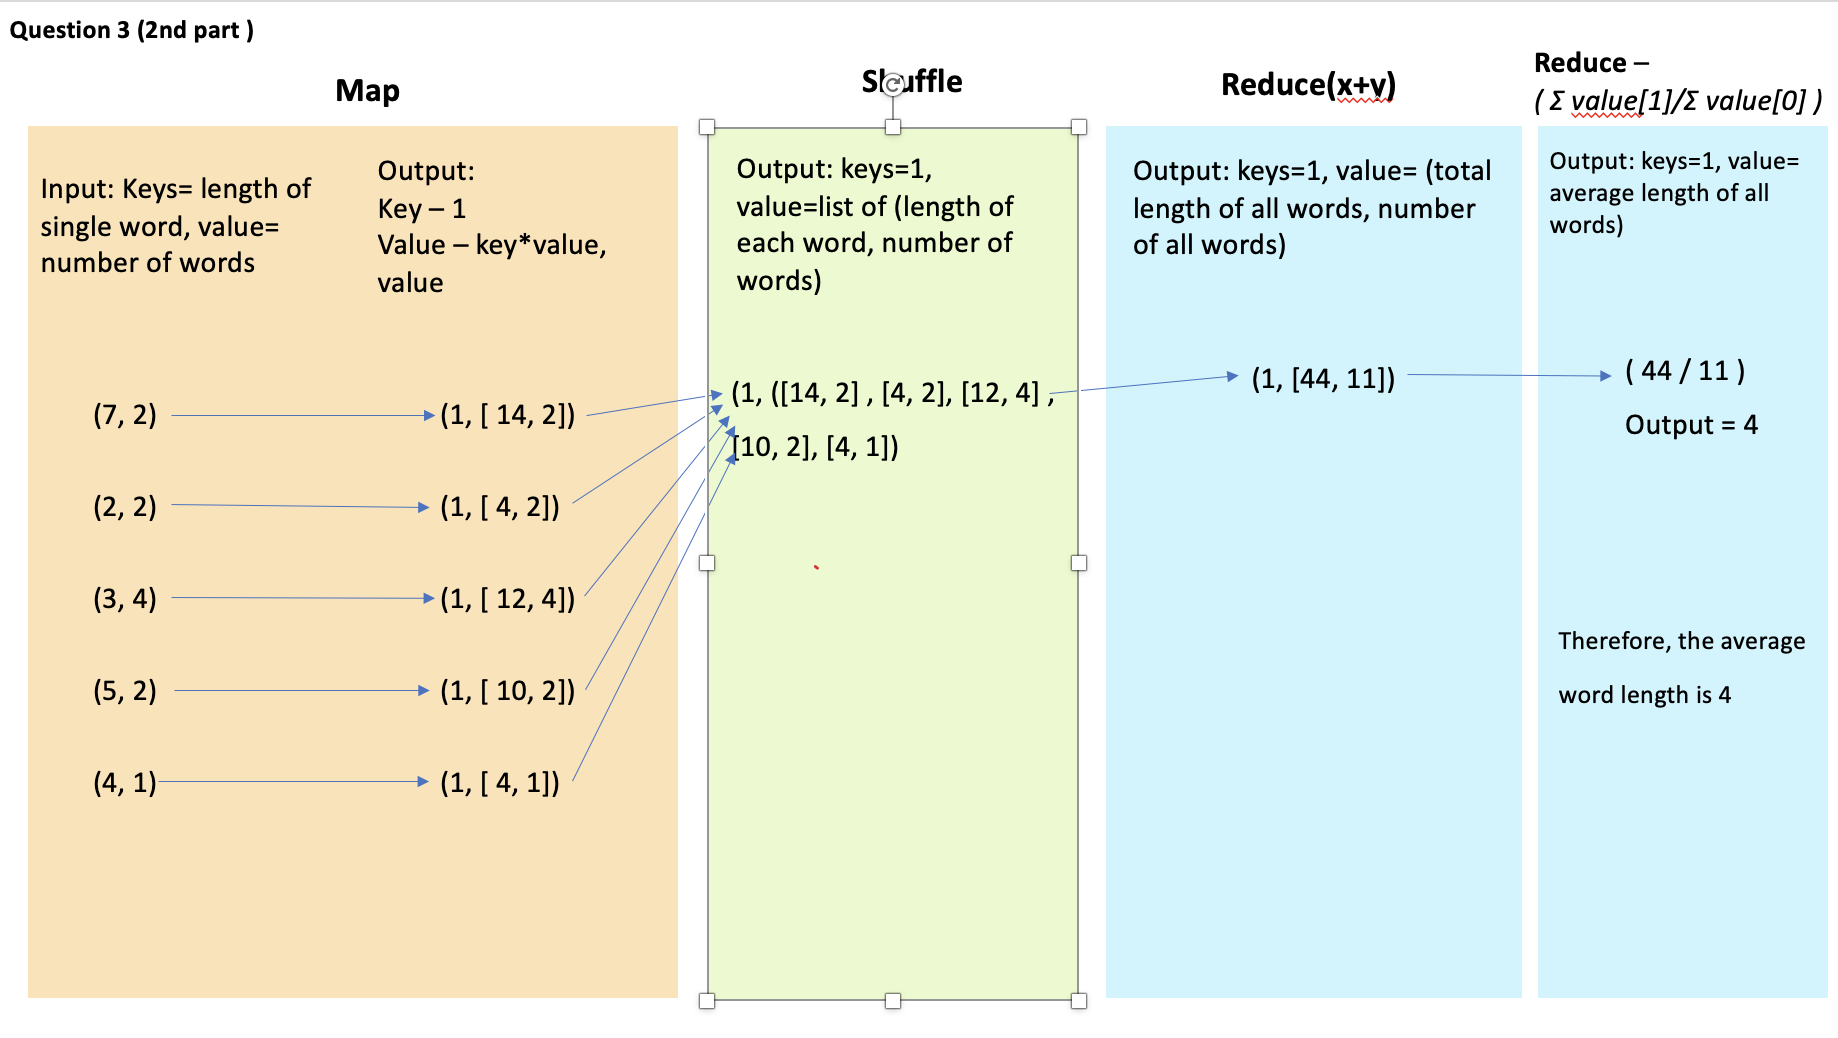 Question 3 (2nd part )
Map
Input: Keys= length of
single word, value=
number of words
Output:
Key – 1
Value – key*value,
value
(7, 2)
(1, [ 14, 2])
(2, 2)
(1, [ 4, 2])
(3, 4)
(1, [ 12, 4])
(5, 2)
(1, [ 10, 2])
(4, 1)
(1, [ 4, 1])
Shuffle
Output: keys=1,
value=list of (length of
each word, number of
words)
(1, ([14, 2] , [4, 2], [12, 4] ,
[10, 2], [4, 1])
Reduce(x+y)
Output: keys=1, value= (total
length of all words, number
of all words)
(1, [44, 11])
Reduce –
( Σ value[1]/Σ value[0] )
Output: keys=1, value=
average length of all
words)
( 44 / 11 )
Output = 4
Therefore, the average
word length is 4